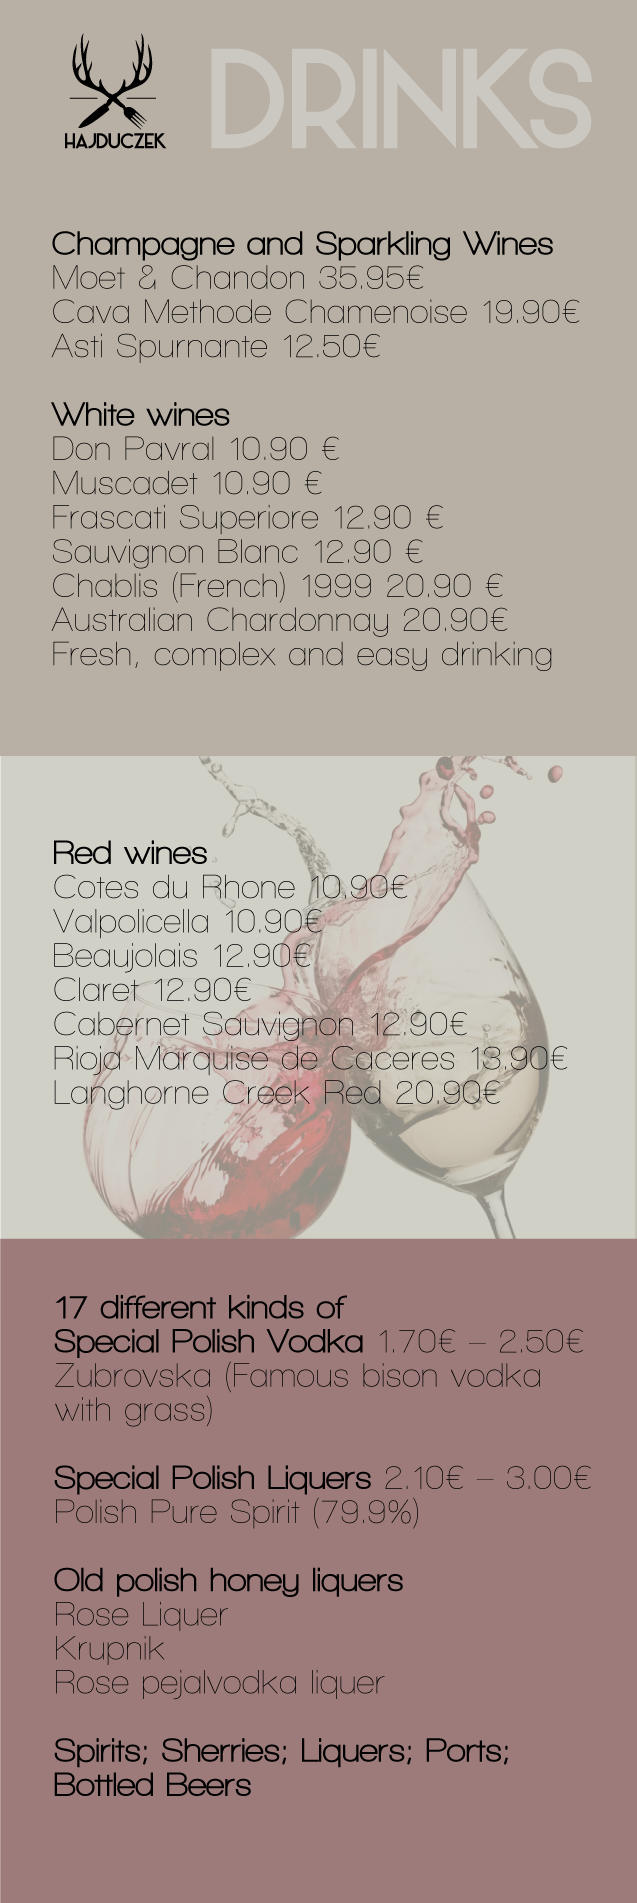 HAJDUCZEK
DRINKS
Champagne and Sparkling Wines
Moet & Chandon 35.95€
Cava Methode Chamenoise 19.90€
Asti Spurnante 12.50€
White wines
Don Pavral 10.90 €
Muscadet 10.90 €
Frascati Superiore 12.90 €
Sauvignon Blanc 12.90 €
Chablis (French) 1999 20.90 €
Australian Chardonnay 20.90€
Fresh, complex and easy drinking
Red wines
Cotes du Rhone 10.90€
Valpolicella 10.90€
Beaujolais 12.90€
Claret 12.90€
Cabernet Sauvignon 12.90€
Rioja Marquise de Caceres 13.90€
Langhorne Creek Red 20.90€
17 different kinds of
Special Polish Vodka 1.70€ – 2.50€
Zubrovska (Famous bison vodka
with grass)
Special Polish Liquers 2.10€ – 3.00€
Polish Pure Spirit (79.9%)
Old polish honey liquers
Rose Liquer
Krupnik
Rose pejalvodka liquer
Spirits; Sherries; Liquers; Ports;
Bottled Beers